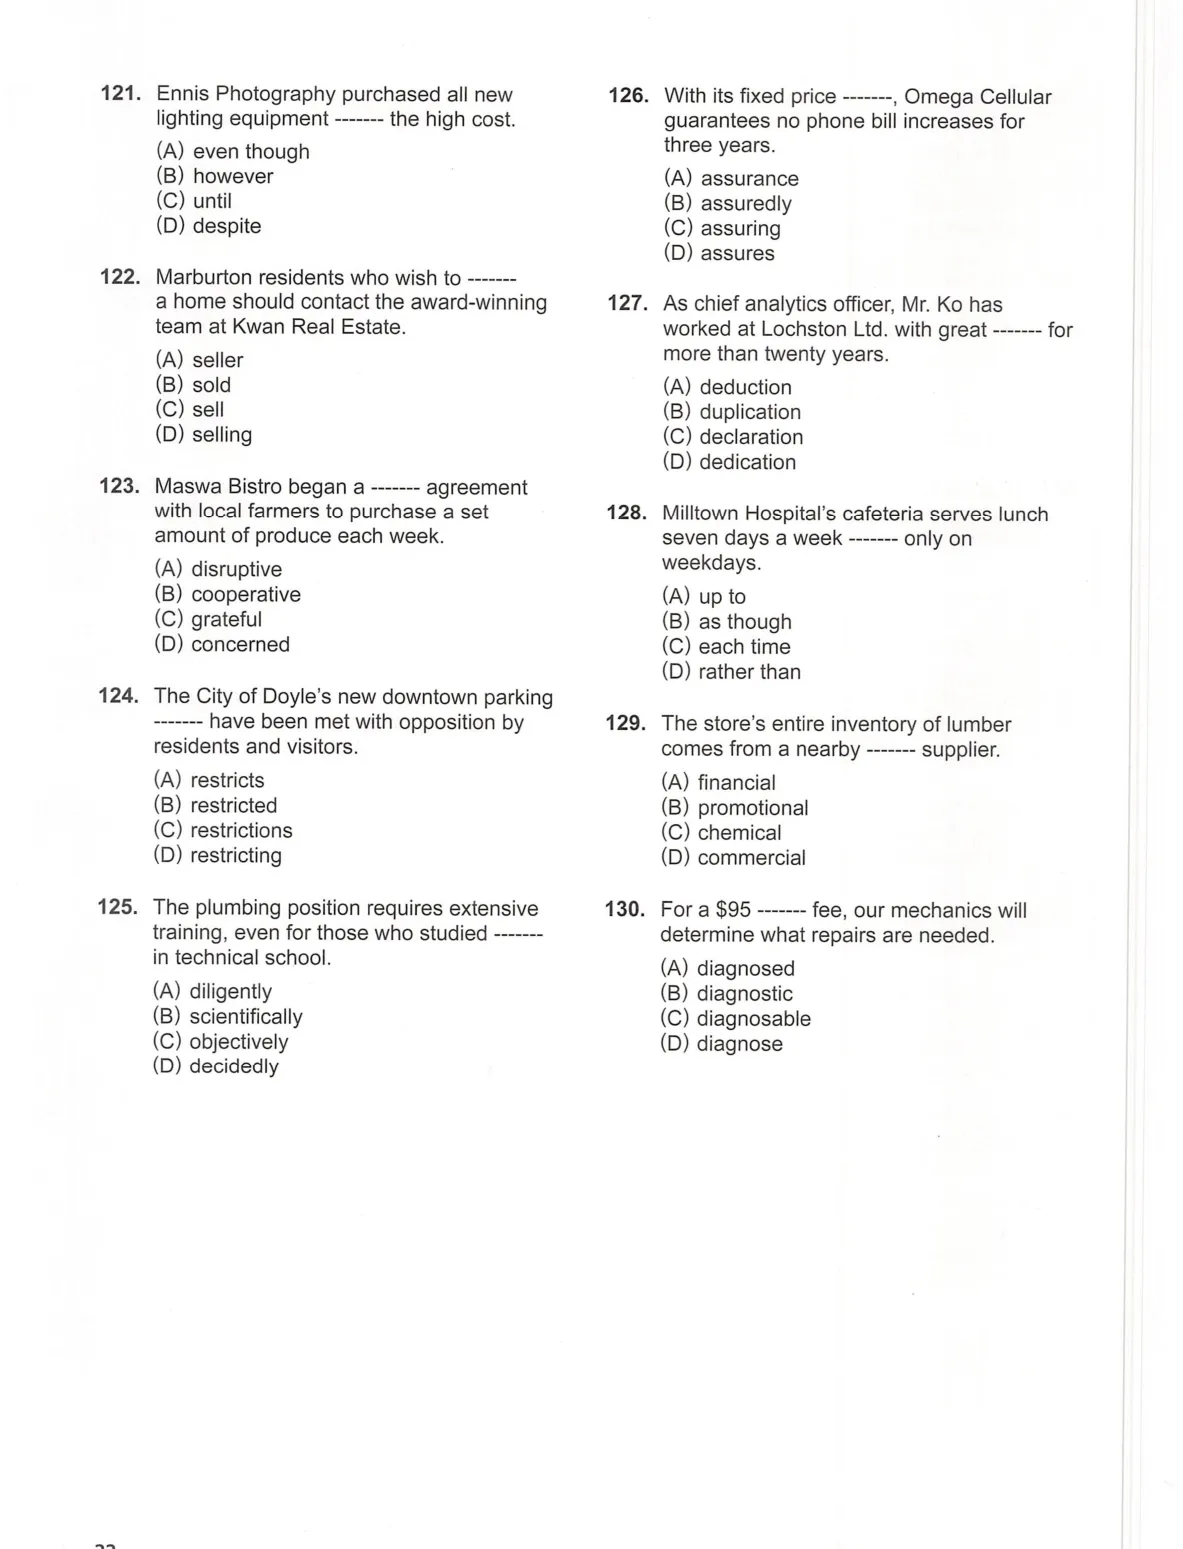 121. Ennis Photography purchased all new
lighting equipment ------- the high cost.
(A) even though
(B) however
(C) until
(D) despite
122. Marburton residents who wish to -------
a home should contact the award-winning
team at Kwan Real Estate.
(A) seller
(B) sold
(C) sell
(D) selling
123. Maswa Bistro began a ------- agreement
with local farmers to purchase a set
amount of produce each week.
(A) disruptive
(B) cooperative
(C) grateful
(D) concerned
124. The City of Doyle's new downtown parking
------- have been met with opposition by
residents and visitors.
(A) restricts
(B) restricted
(C) restrictions
(D) restricting
125. The plumbing position requires extensive
training, even for those who studied -------
in technical school.
(A) diligently
(B) scientifically
(C) objectively
(D) decidedly
126. With its fixed price -------, Omega Cellular
guarantees no phone bill increases for
three years.
(A) assurance
(B) assuredly
(C) assuring
(D) assures
127. As chief analytics officer, Mr. Ko has
worked at Lochston Ltd. with great ------- for
more than twenty years.
(A) deduction
(B) duplication
(C) declaration
(D) dedication
128. Milltown Hospital's cafeteria serves lunch
seven days a week ------- only on
weekdays.
(A) up to
(B) as though
(C) each time
(D) rather than
129. The store's entire inventory of lumber
comes from a nearby ------- supplier.
(A) financial
(B) promotional
(C) chemical
(D) commercial
130. For a $95 ------- fee, our mechanics will
determine what repairs are needed.
(A) diagnosed
(B) diagnostic
(C) diagnosable
(D) diagnose